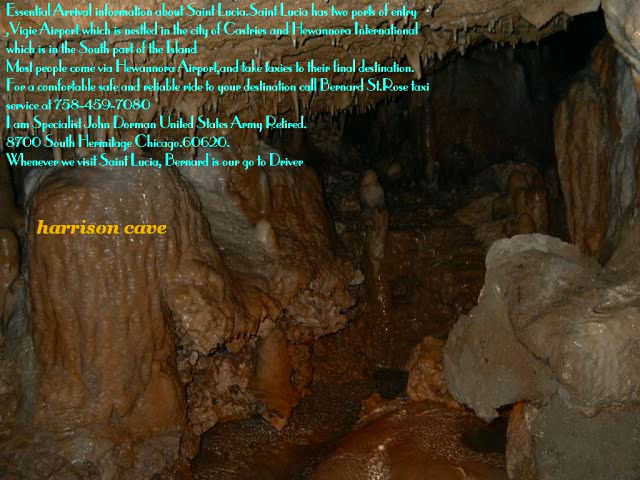 Essential Arrival information about Saint Lucia.Saint Lucia has two ports of entry
,Vigie Airport which is nestled in the city of Castries and Hewannora International
which is in the South part of the Island
Most people come via Hewannora Airport,and take taxies to their final destination.
For a comfortable safe and reliable ride to your destination call Bernard St.Rose taxi
service at 758-459-7080
I am Specialist John Dorman United States Army Retired.
8700 South Hermitage Chicago.60620.
Whenever we visit Saint Lucia, Bernard is our go to Driver
harrison cave